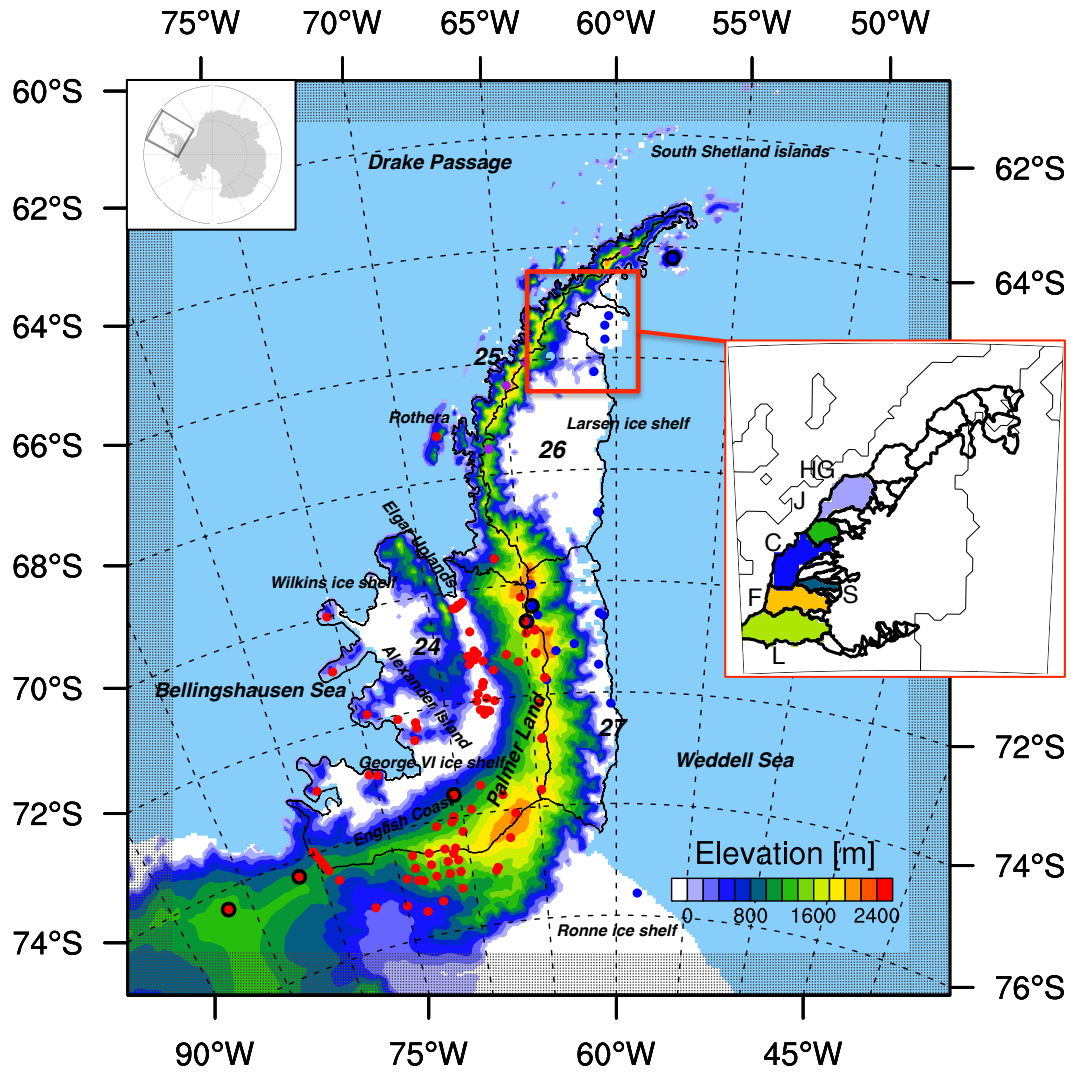 75°W 70°W 65°W 60°W 55°W 50°W
60°S
62°S
64°S
66°S
68°S
70°S
72°S
74°S
62°S
64°S
72°S
74°S
76°S
Drake Passage
South Shetland islands
25
Rothera
Larsen ice shelf
26
Elgar Uplands
Wilkins ice shelf
24
Alexander Island
Bellingshausen Sea
27
Palmer Land
George VI ice shelf
Weddell Sea
English Coast
Ronne ice shelf
HG
J
C
F
S
L
Elevation [m]
0 800 1600 2400
90°W 75°W 60°W 45°W